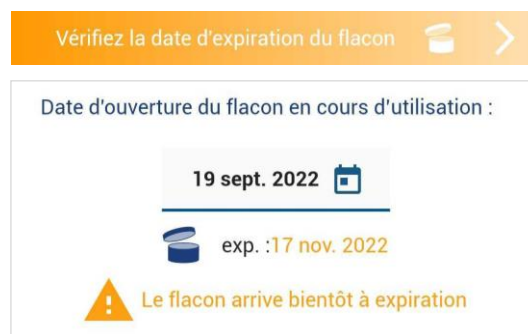 Vérifiez la date d'expiration du flacon
Date d'ouverture du flacon en cours d'utilisation :
19 sept. 2022
exp. :17 nov. 2022
Le flacon arrive bientôt à expiration